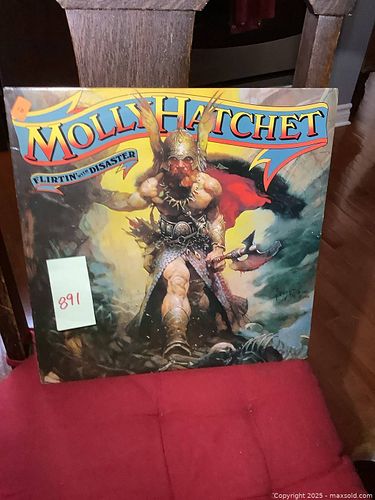 MOLLY HATCHET
FLIRTIN' WITH DISASTER
891
Copyright 2025 - maxsold.com